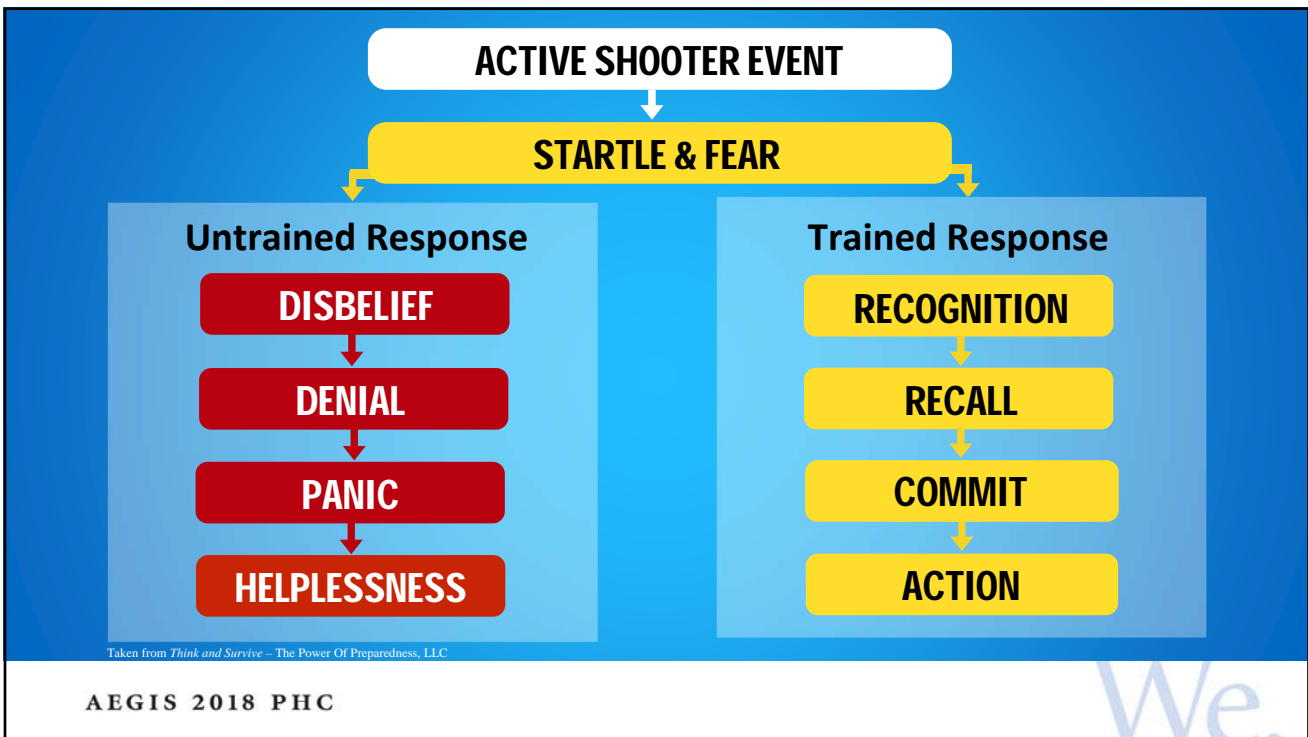 ACTIVE SHOOTER EVENT
STARTLE & FEAR
Untrained Response
DISBELIEF
DENIAL
PANIC
HELPLESSNESS
Trained Response
RECOGNITION
RECALL
COMMIT
ACTION
Taken from Think and Survive – The Power Of Preparedness, LLC
AEGIS 2018 PHC
We.